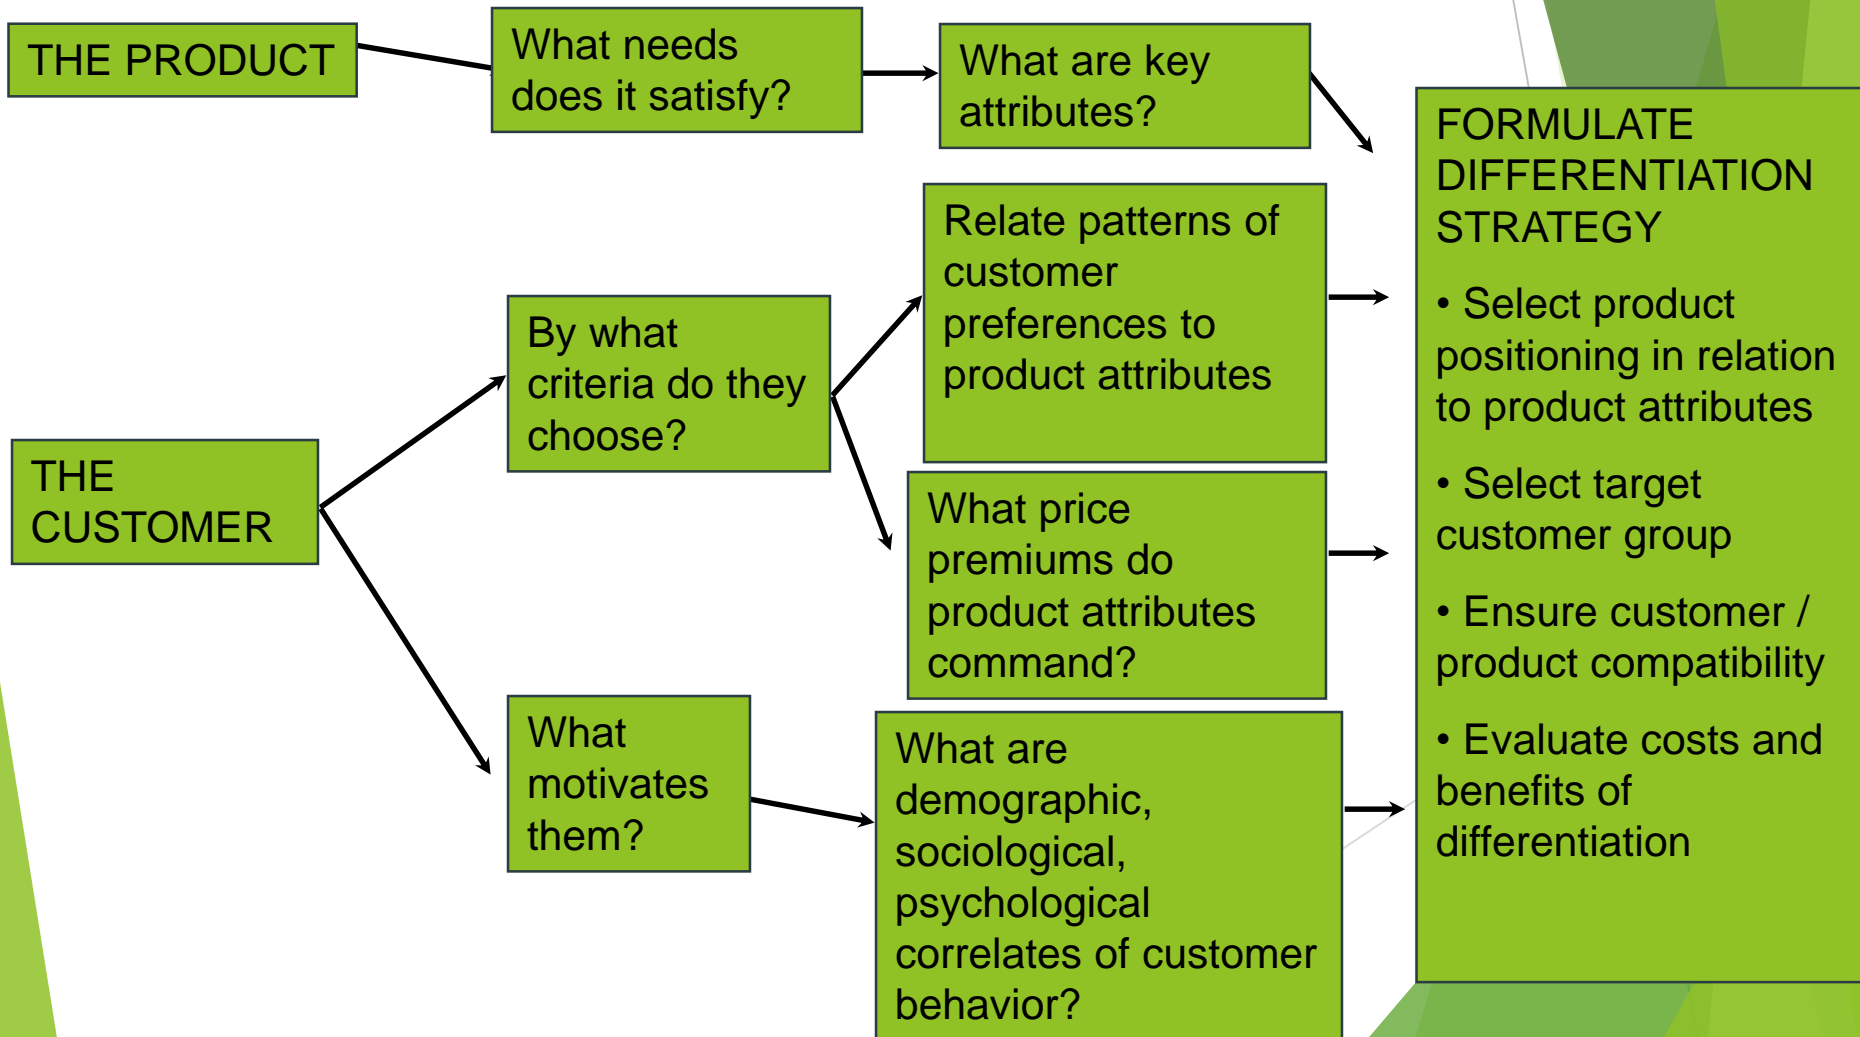 THE PRODUCT
What needs
does it satisfy?
What are key
attributes?
THE
CUSTOMER
By what
criteria do they
choose?
Relate patterns of
customer
preferences to
product attributes
What price
premiums do
product attributes
command?
What
motivates
them?
What are
demographic,
sociological,
psychological
correlates of customer
behavior?
FORMULATE
DIFFERENTIATION
STRATEGY
• Select product
positioning in relation
to product attributes
• Select target
customer group
• Ensure customer /
product compatibility
• Evaluate costs and
benefits of
differentiation